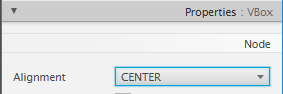 Properties : VBox
Node
Alignment CENTER